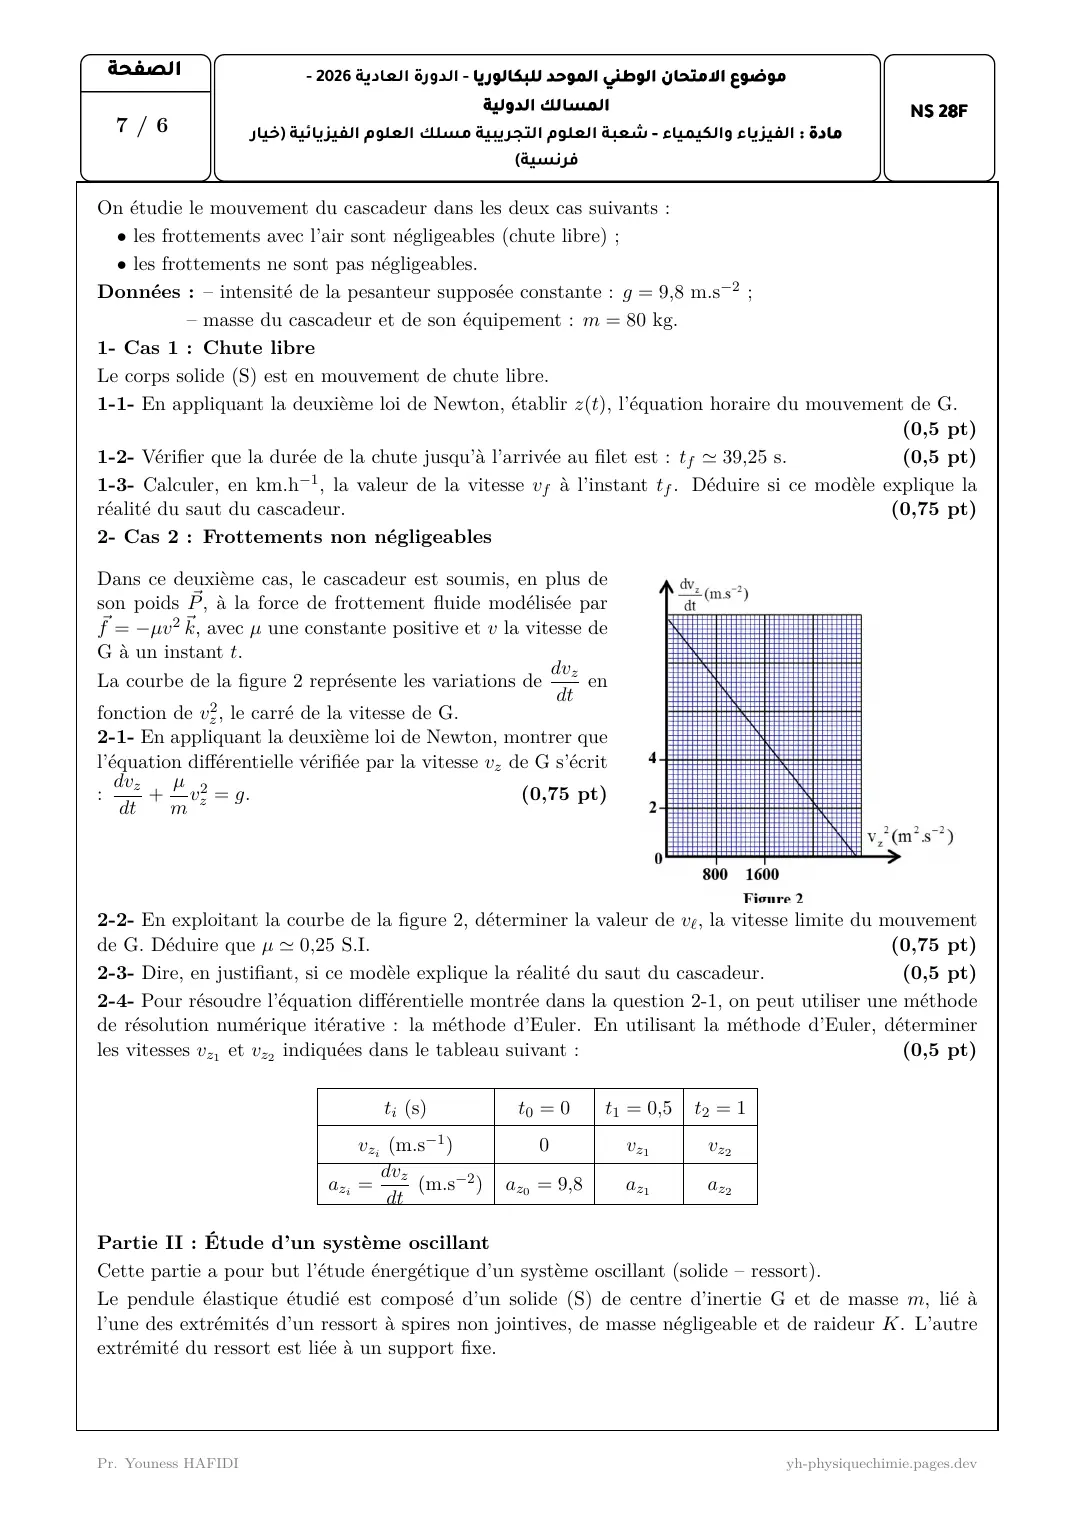 الصفحة
7 / 6
موضوع الامتحان الوطني الموحد للبكالوريا - الدورة العادية 2026 -
المسالك الدولية
مادة : الفيزياء والكيمياء - شعبة العلوم التجريبية مسلك العلوم الفيزيائية (خيار
فرنسية)
NS 28F
On étudie le mouvement du cascadeur dans les deux cas suivants :
• les frottements avec l'air sont négligeables (chute libre) ;
• les frottements ne sont pas négligeables.
Données : – intensité de la pesanteur supposée constante : g = 9,8 m.s⁻² ;
– masse du cascadeur et de son équipement : m = 80 kg.
1- Cas 1 : Chute libre
Le corps solide (S) est en mouvement de chute libre.
1-1- En appliquant la deuxième loi de Newton, établir z(t), l'équation horaire du mouvement de G.
(0,5 pt)
1-2- Vérifier que la durée de la chute jusqu'à l'arrivée au filet est : t_f ≃ 39,25 s. (0,5 pt)
1-3- Calculer, en km.h⁻¹, la valeur de la vitesse v_f à l'instant t_f. Déduire si ce modèle explique la
réalité du saut du cascadeur. (0,75 pt)
2- Cas 2 : Frottements non négligeables
Dans ce deuxième cas, le cascadeur est soumis, en plus de
son poids P⃗, à la force de frottement fluide modélisée par
f⃗ = −μv² k⃗, avec μ une constante positive et v la vitesse de
G à un instant t.
La courbe de la figure 2 représente les variations de dv_z/dt en
fonction de v_z², le carré de la vitesse de G.
2-1- En appliquant la deuxième loi de Newton, montrer que
l'équation différentielle vérifiée par la vitesse v_z de G s'écrit
: dv_z/dt + μ/m v_z² = g. (0,75 pt)
dv_z/dt (m.s⁻²)
4
2
0
800 1600
v_z² (m².s⁻²)
Figure 2
2-2- En exploitant la courbe de la figure 2, déterminer la valeur de v_ℓ, la vitesse limite du mouvement
de G. Déduire que μ ≃ 0,25 S.I. (0,75 pt)
2-3- Dire, en justifiant, si ce modèle explique la réalité du saut du cascadeur. (0,5 pt)
2-4- Pour résoudre l'équation différentielle montrée dans la question 2-1, on peut utiliser une méthode
de résolution numérique itérative : la méthode d'Euler. En utilisant la méthode d'Euler, déterminer
les vitesses v_z₁ et v_z₂ indiquées dans le tableau suivant : (0,5 pt)
t_i (s) t₀ = 0 t₁ = 0,5 t₂ = 1
v_z_i (m.s⁻¹) 0 v_z₁ v_z₂
a_z_i = dv_z/dt (m.s⁻²) a_z₀ = 9,8 a_z₁ a_z₂
Partie II : Étude d'un système oscillant
Cette partie a pour but l'étude énergétique d'un système oscillant (solide – ressort).
Le pendule élastique étudié est composé d'un solide (S) de centre d'inertie G et de masse m, lié à
l'une des extrémités d'un ressort à spires non jointives, de masse négligeable et de raideur K. L'autre
extrémité du ressort est liée à un support fixe.
Pr. Youness HAFIDI
yh-physiquechimie.pages.dev